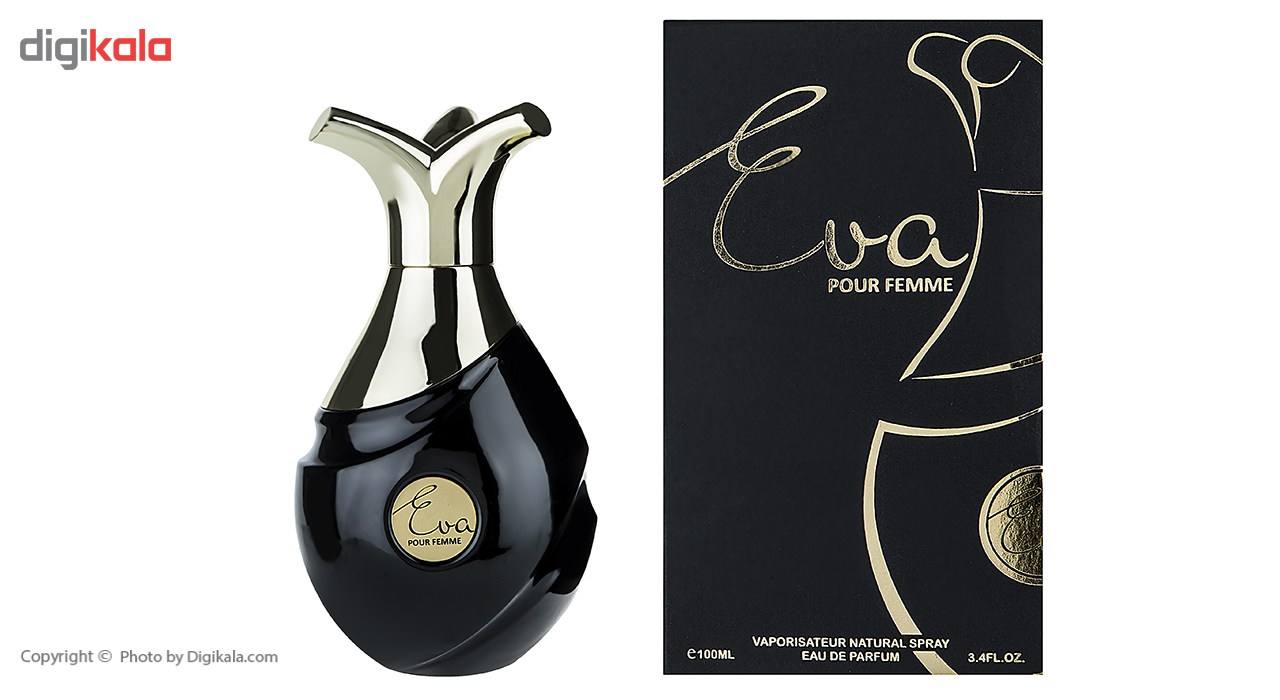 digikala
Eva
POUR FEMME
Eva
POUR FEMME
VAPORISATEUR NATURAL SPRAY
EAU DE PARFUM
e100ML
3.4FL.OZ.
Copyright © Photo by Digikala.com